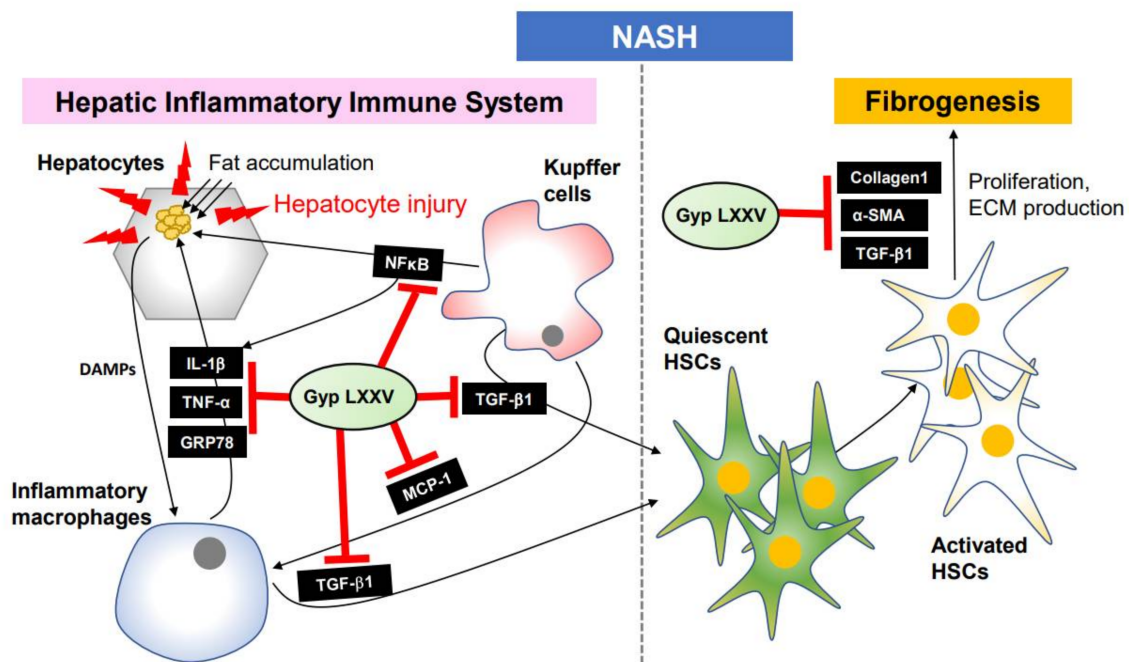 NASH
Hepatic Inflammatory Immune System
Fibrogenesis
Hepatocytes
Fat accumulation
Hepatocyte injury
Kupffer
cells
NFκB
DAMPs
IL-1β
TNF-α
GRP78
Gyp LXXV
TGF-β1
MCP-1
TGF-β1
Inflammatory
macrophages
Gyp LXXV
Collagen1
α-SMA
TGF-β1
Proliferation,
ECM production
Quiescent
HSCs
Activated
HSCs